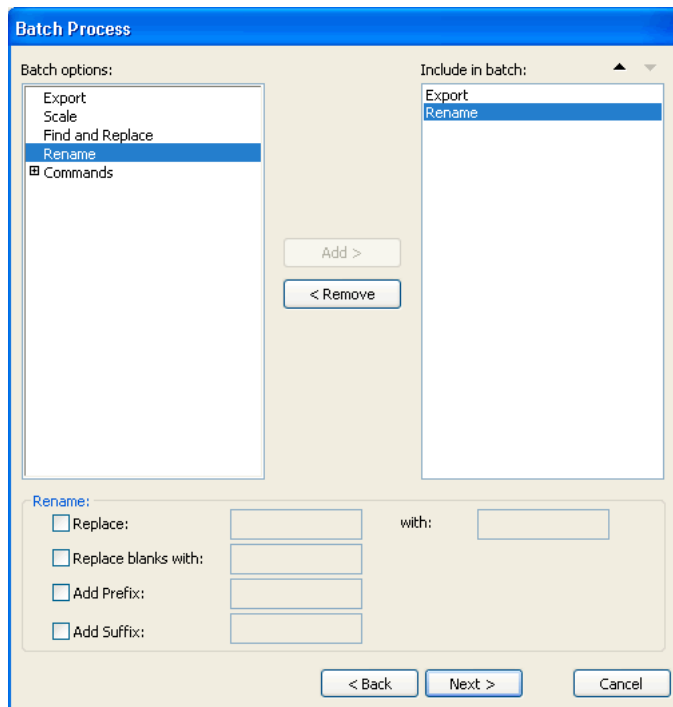 Batch Process
Batch options:
Include in batch:
Export
Scale
Find and Replace
Rename
Commands
Export
Rename
Add >
< Remove
Rename:
Replace:
with:
Replace blanks with:
Add Prefix:
Add Suffix:
< Back
Next >
Cancel